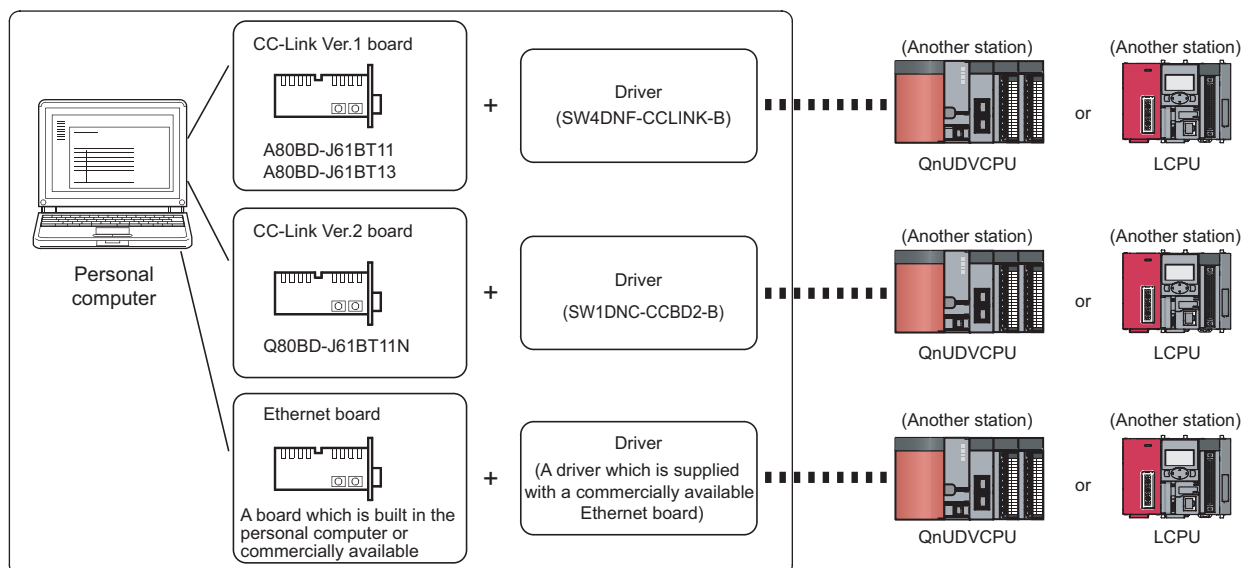 CC-Link Ver.1 board
A80BD-J61BT11
A80BD-J61BT13
+
Driver
(SW4DNF-CCLINK-B)
(Another station)
QnUDVCPU
or
(Another station)
LCPU
Personal
computer
CC-Link Ver.2 board
Q80BD-J61BT11N
+
Driver
(SW1DNC-CCBD2-B)
(Another station)
QnUDVCPU
or
(Another station)
LCPU
Ethernet board
A board which is built in the
personal computer or
commercially available
+
Driver
(A driver which is supplied
with a commercially available
Ethernet board)
(Another station)
QnUDVCPU
or
(Another station)
LCPU